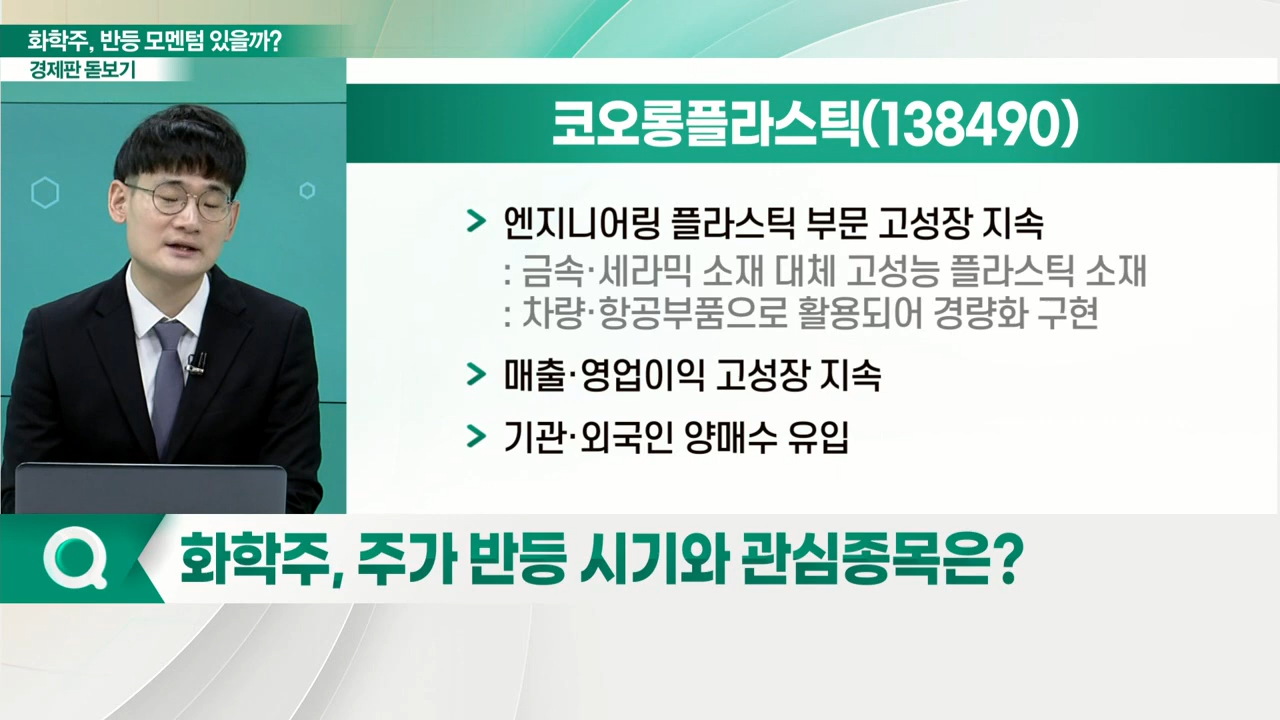 화학주, 반등 모멘텀 있을까?
경제판 돋보기
코오롱플라스틱(138490)
> 엔지니어링 플라스틱 부문 고성장 지속
: 금속·세라믹 소재 대체 고성능 플라스틱 소재
: 차량·항공부품으로 활용되어 경량화 구현
> 매출·영업이익 고성장 지속
> 기관·외국인 양매수 유입
Q 화학주, 주가 반등 시기와 관심종목은?